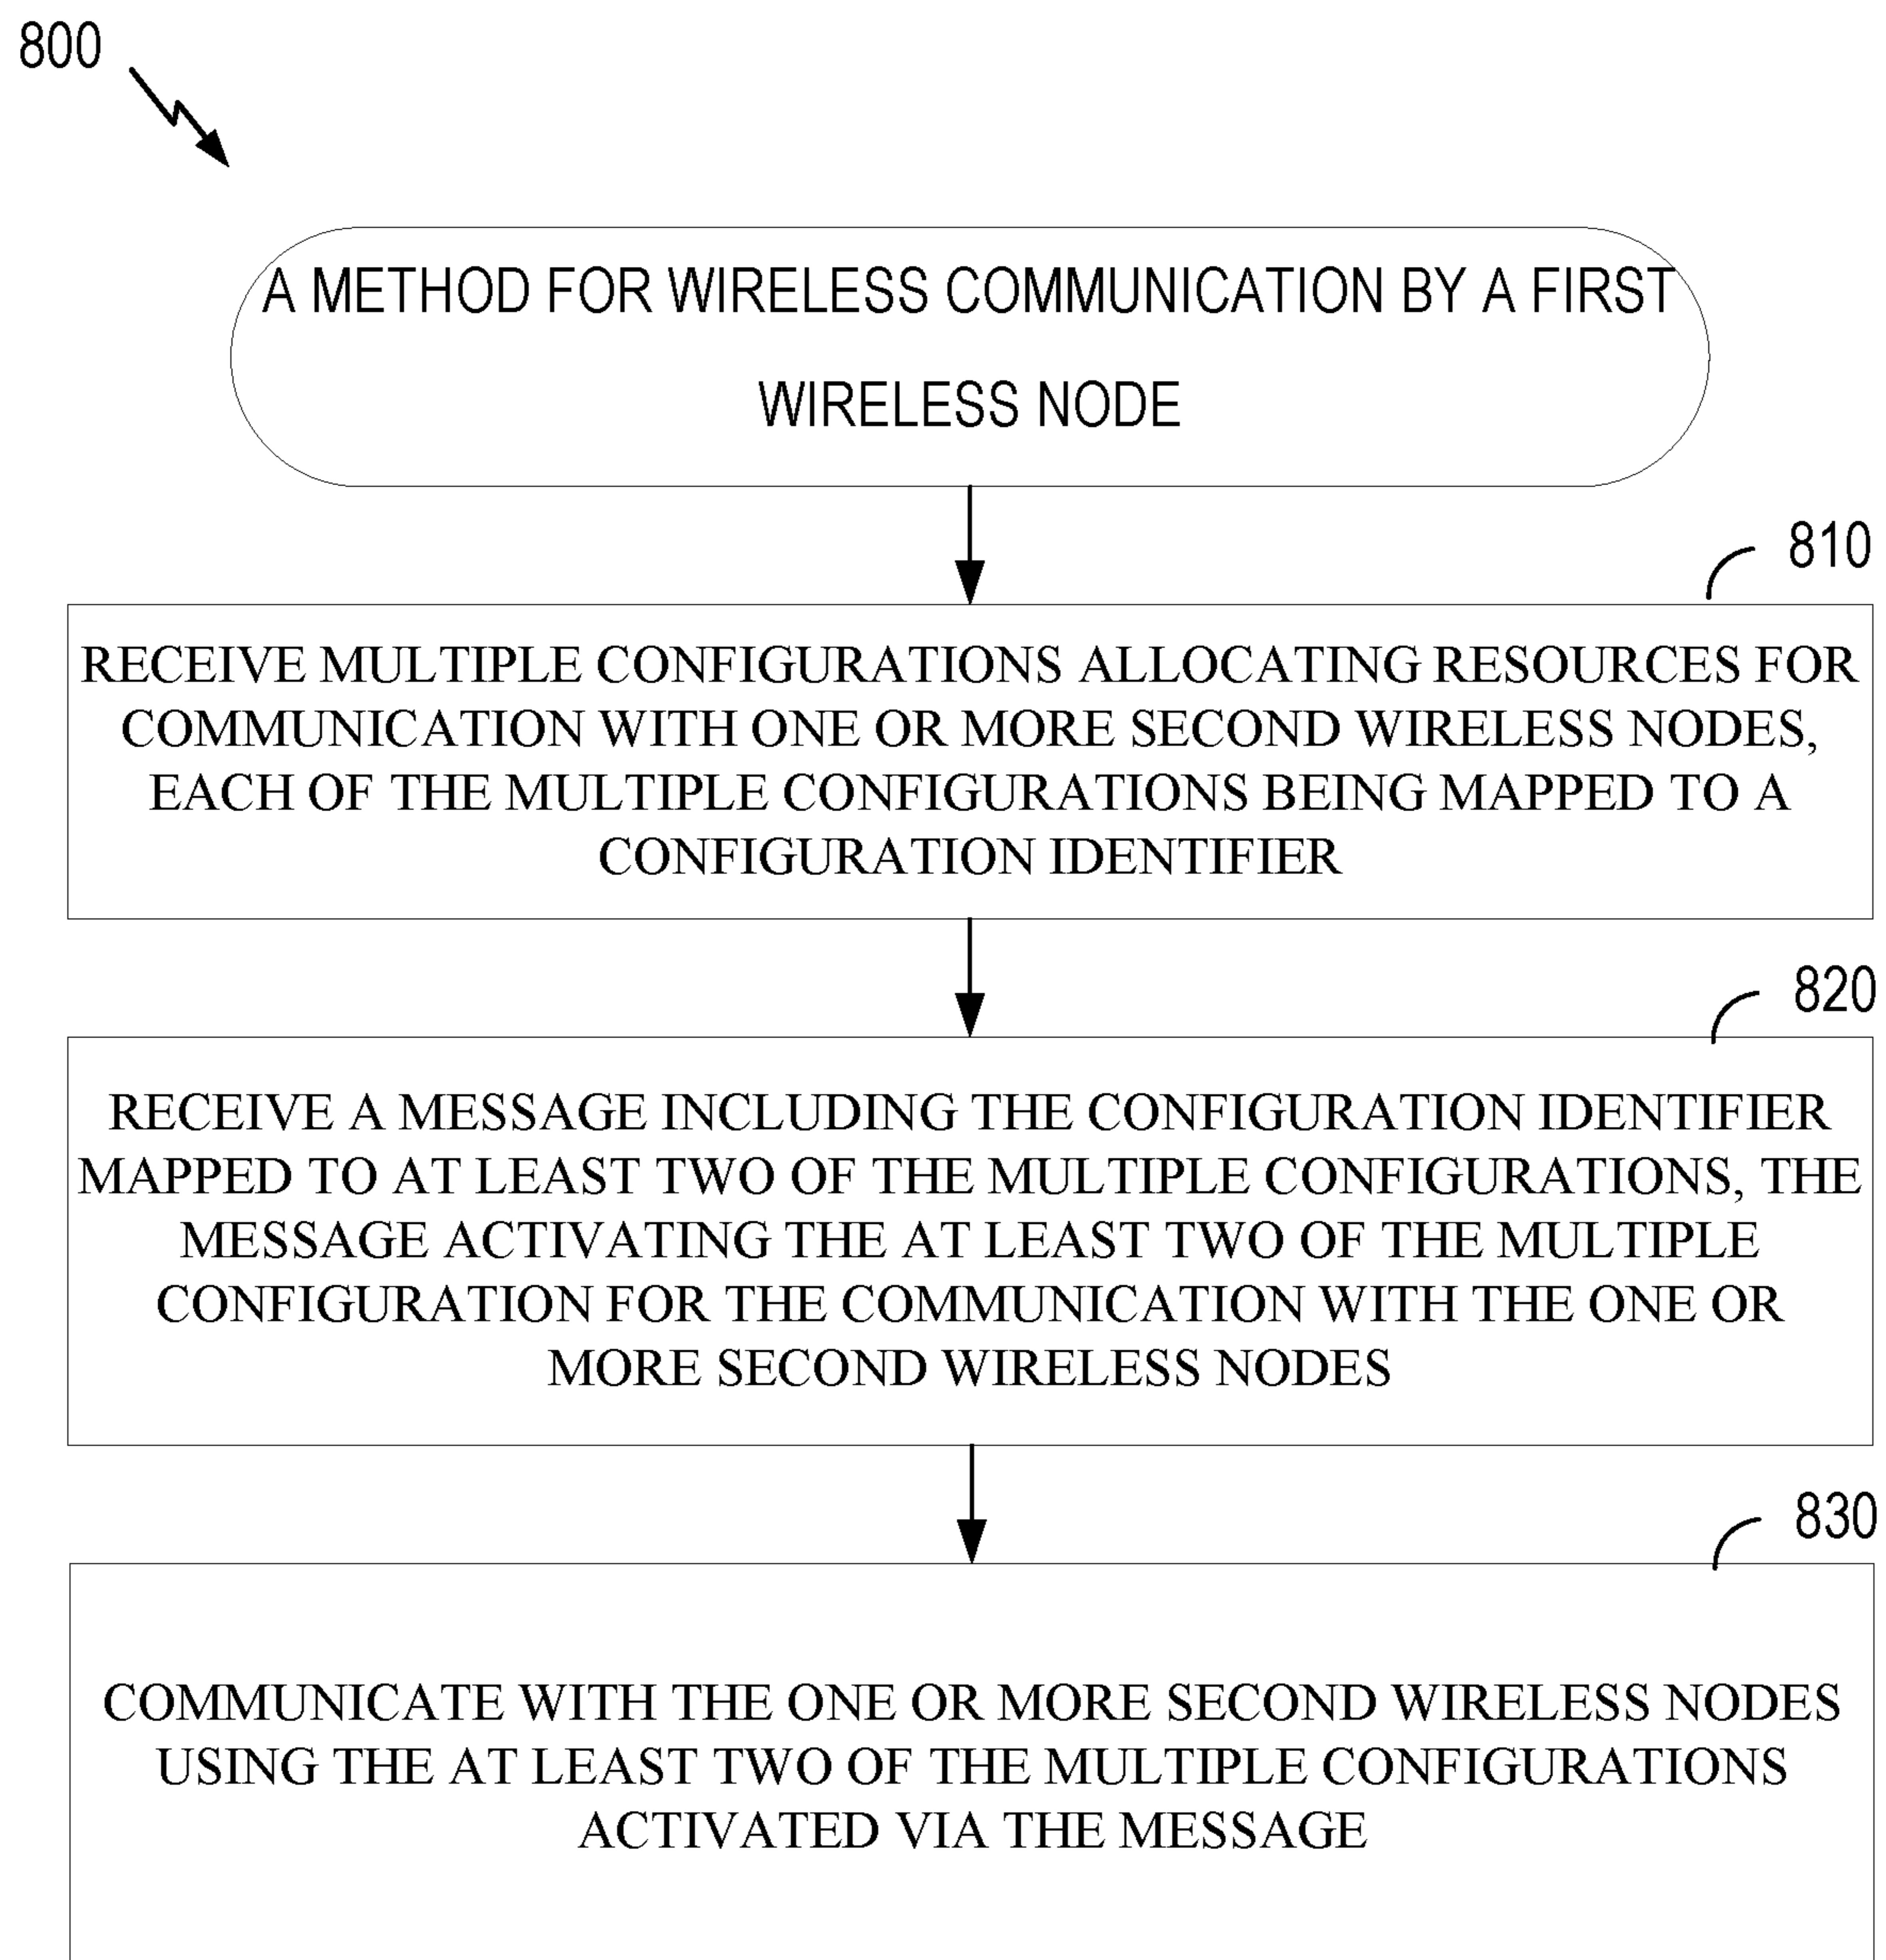 800
A METHOD FOR WIRELESS COMMUNICATION BY A FIRST
WIRELESS NODE
810
RECEIVE MULTIPLE CONFIGURATIONS ALLOCATING RESOURCES FOR
COMMUNICATION WITH ONE OR MORE SECOND WIRELESS NODES,
EACH OF THE MULTIPLE CONFIGURATIONS BEING MAPPED TO A
CONFIGURATION IDENTIFIER
820
RECEIVE A MESSAGE INCLUDING THE CONFIGURATION IDENTIFIER
MAPPED TO AT LEAST TWO OF THE MULTIPLE CONFIGURATIONS, THE
MESSAGE ACTIVATING THE AT LEAST TWO OF THE MULTIPLE
CONFIGURATION FOR THE COMMUNICATION WITH THE ONE OR
MORE SECOND WIRELESS NODES
830
COMMUNICATE WITH THE ONE OR MORE SECOND WIRELESS NODES
USING THE AT LEAST TWO OF THE MULTIPLE CONFIGURATIONS
ACTIVATED VIA THE MESSAGE